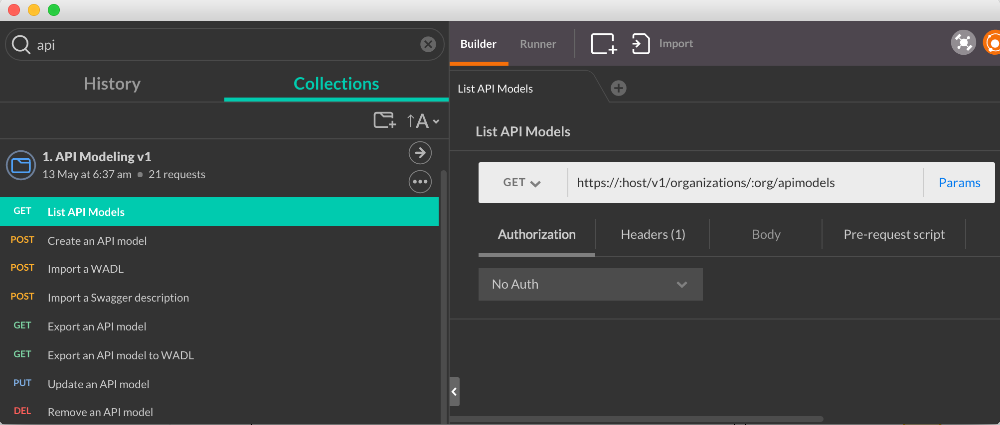 api
History
Collections
↑A
1. API Modeling v1
13 May at 6:37 am ● 21 requests
GET List API Models
POST Create an API model
POST Import a WADL
POST Import a Swagger description
GET Export an API model
GET Export an API model to WADL
PUT Update an API model
DEL Remove an API model
Builder
Runner
Import
List API Models
List API Models
GET https://:host/v1/organizations/:org/apimodels Params
Authorization
Headers (1)
Body
Pre-request script
No Auth